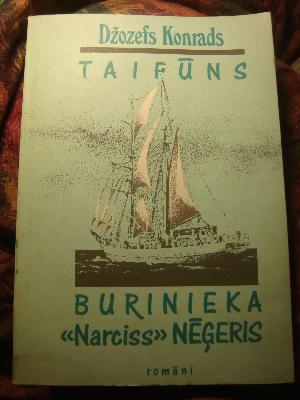 Džozefs Konrads
TAIFŪNS
BURINIEKA
«Narciss» NĒĢERIS
romāni